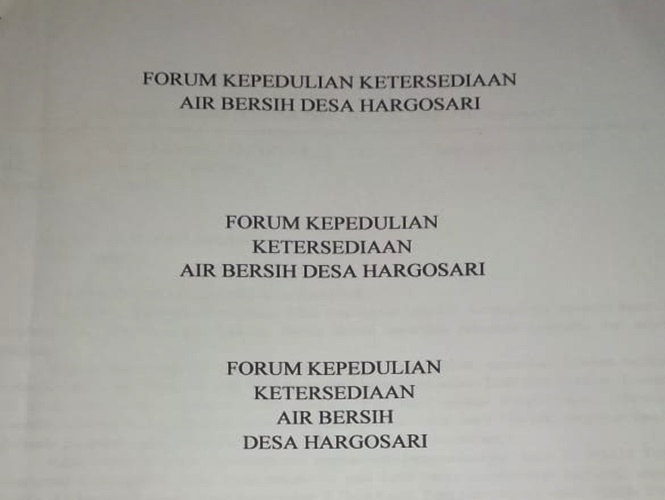 FORUM KEPEDULIAN KETERSEDIAAN
AIR BERSIH DESA HARGOSARI
FORUM KEPEDULIAN
KETERSEDIAAN
AIR BERSIH DESA HARGOSARI
FORUM KEPEDULIAN
KETERSEDIAAN
AIR BERSIH
DESA HARGOSARI